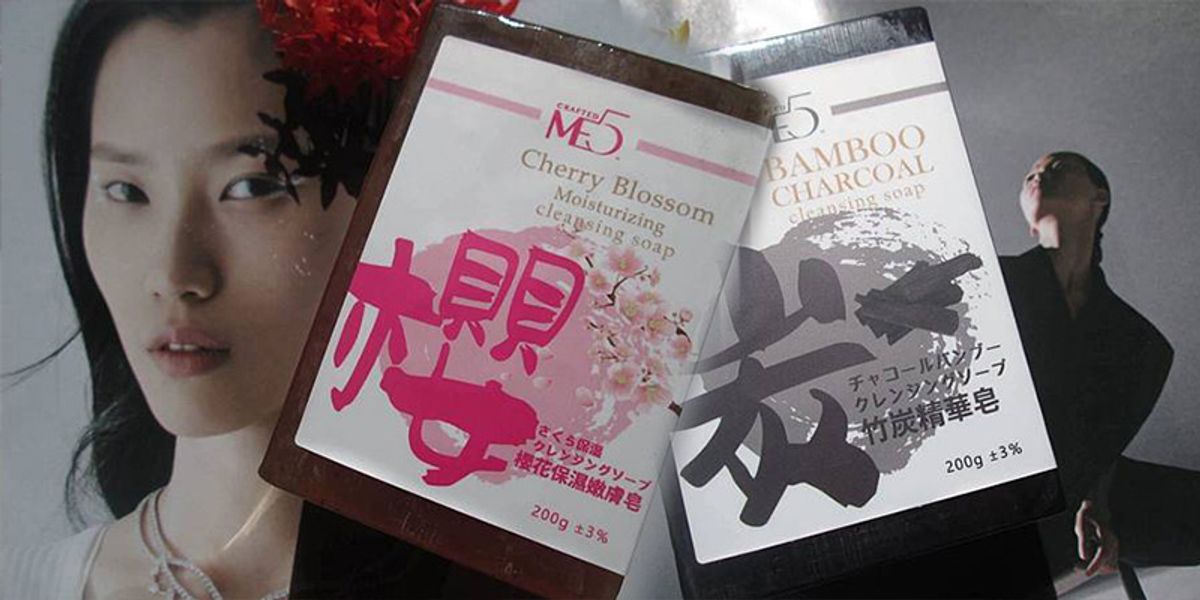 CRAFTED
ME5
Cherry Blossom
Moisturizing
cleansing soap
櫻
さくら保湿
クレンジングソープ
櫻花保濕嫩膚皂
200g ±3%
E5
BAMBOO
CHARCOAL
cleansing soap
炭
チャコールバンブー
クレンジングソープ
竹炭精華皂
200g ±3%